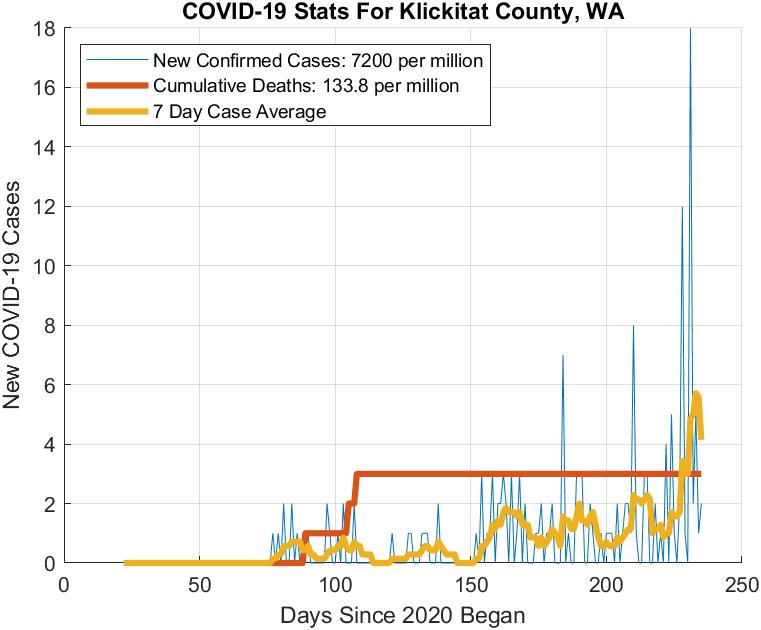 COVID-19 Stats For Klickitat County, WA
New Confirmed Cases: 7200 per million
Cumulative Deaths: 133.8 per million
7 Day Case Average
New COVID-19 Cases
18
16
14
12
10
8
6
4
2
0
0 50 100 150 200 250
Days Since 2020 Began